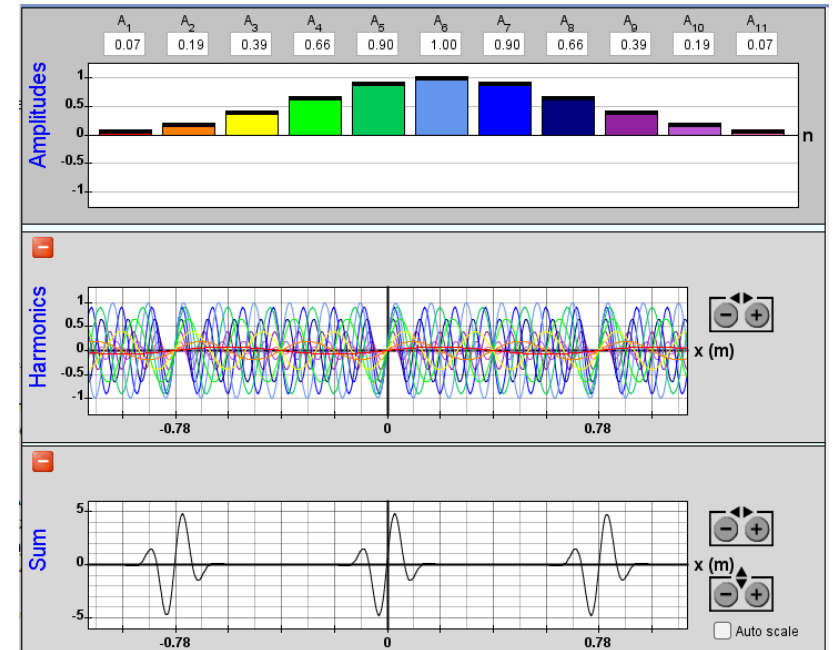 A1 A2 A3 A4 A5 A6 A7 A8 A9 A10 A11
0.07 0.19 0.39 0.66 0.90 1.00 0.90 0.66 0.39 0.19 0.07
Amplitudes
1
0.5
0
-0.5
-1
n
Harmonics
1
0.5
0
-0.5
-1
x (m)
-0.78 0 0.78
Sum
5
0
-5
x (m)
Auto scale
-0.78 0 0.78